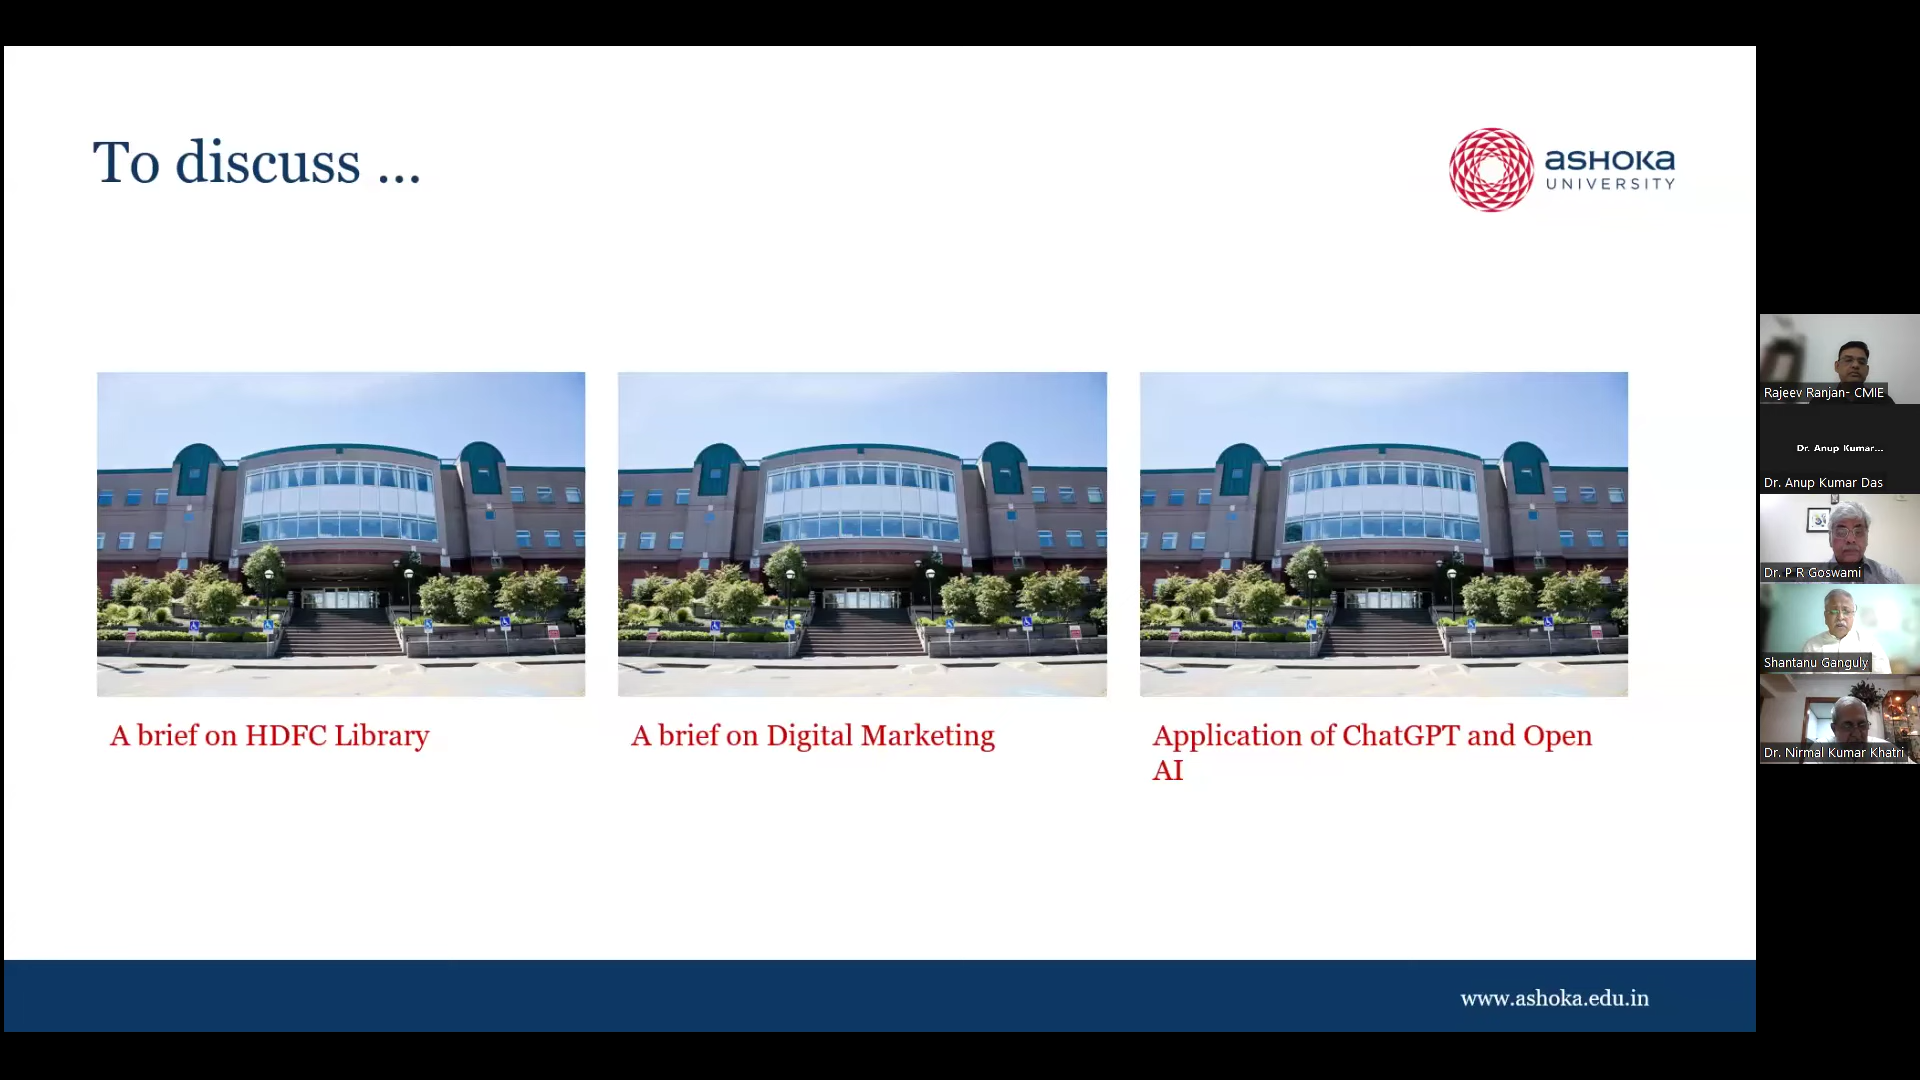 To discuss ...
ASHOKA
UNIVERSITY
A brief on HDFC Library
A brief on Digital Marketing
Application of ChatGPT and Open
AI
www.ashoka.edu.in
Rajeev Ranjan- CMIE
Dr. Anup Kumar...
Dr. Anup Kumar Das
Dr. P R Goswami
Shantanu Ganguly
Dr. Nirmal Kumar Khatri